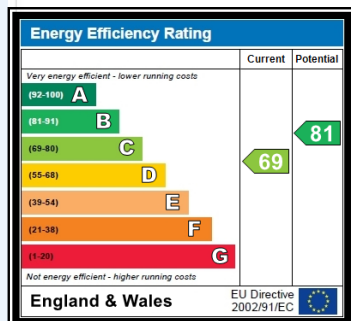 Energy Efficiency Rating
Current Potential
Very energy efficient - lower running costs
(92-100) A
(81-91) B
(69-80) C
(55-68) D
(39-54) E
(21-38) F
(1-20) G
69
81
Not energy efficient - higher running costs
England & Wales
EU Directive
2002/91/EC